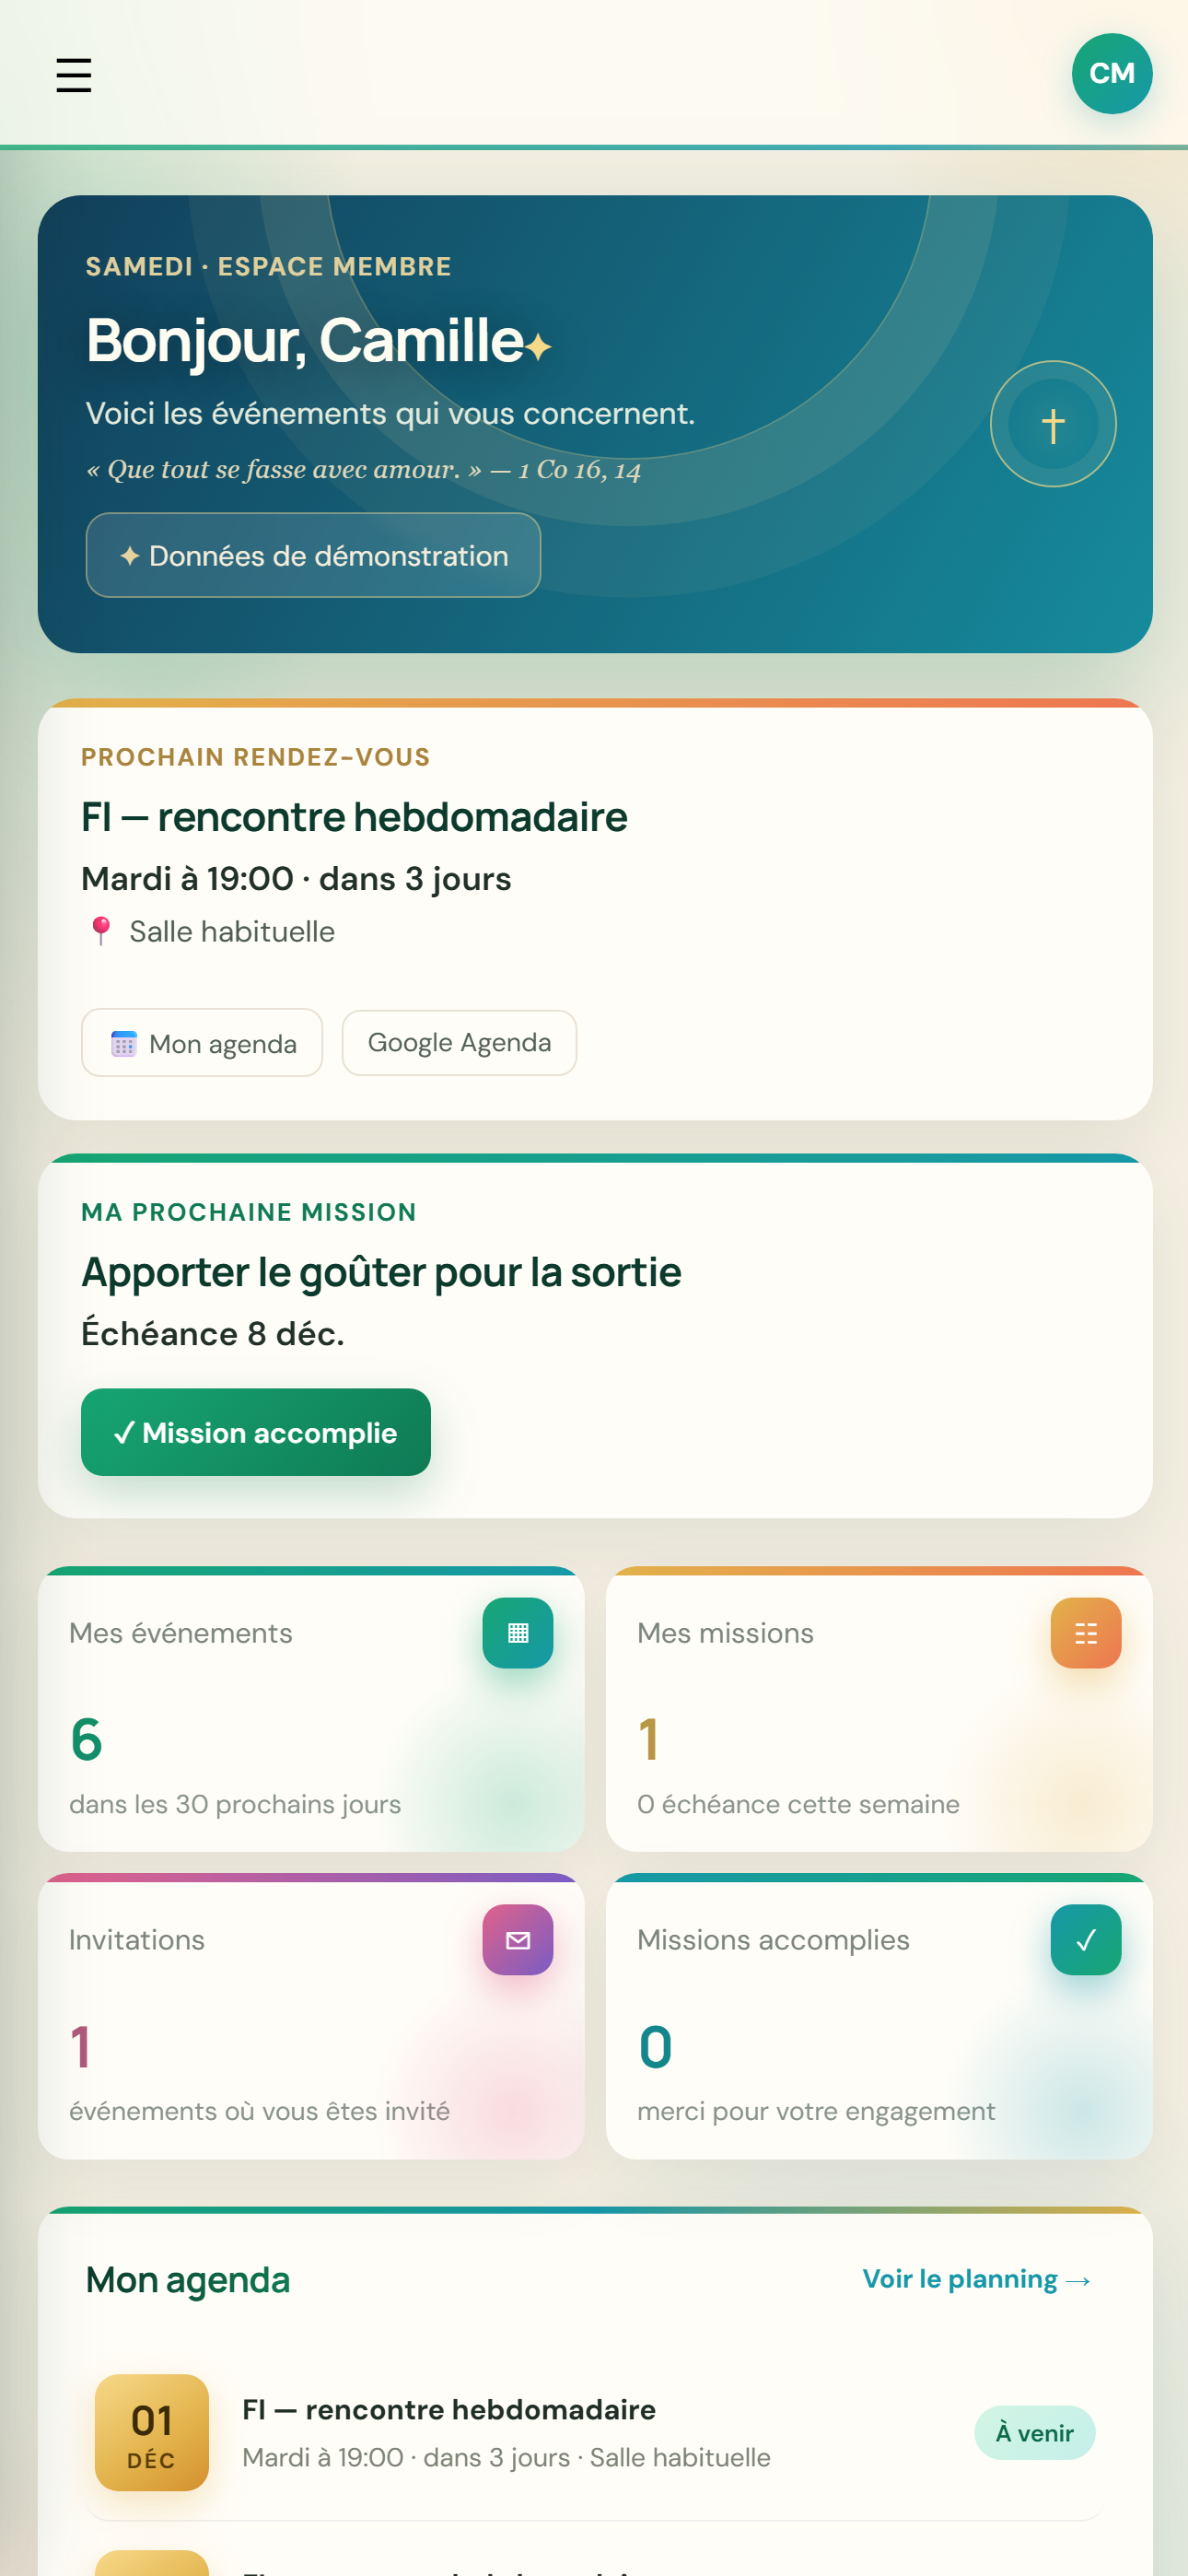 ☰
CM
SAMEDI · ESPACE MEMBRE
Bonjour, Camille✦
Voici les événements qui vous concernent.
« Que tout se fasse avec amour. » — 1 Co 16, 14
✦ Données de démonstration
PROCHAIN RENDEZ-VOUS
FI — rencontre hebdomadaire
Mardi à 19:00 · dans 3 jours
📍 Salle habituelle
Mon agenda
Google Agenda
MA PROCHAINE MISSION
Apporter le goûter pour la sortie
Échéance 8 déc.
✓ Mission accomplie
Mes événements
6
dans les 30 prochains jours
Mes missions
1
0 échéance cette semaine
Invitations
1
événements où vous êtes invité
Missions accomplies
0
merci pour votre engagement
Mon agenda
Voir le planning →
01
DÉC
FI — rencontre hebdomadaire
Mardi à 19:00 · dans 3 jours · Salle habituelle
À venir